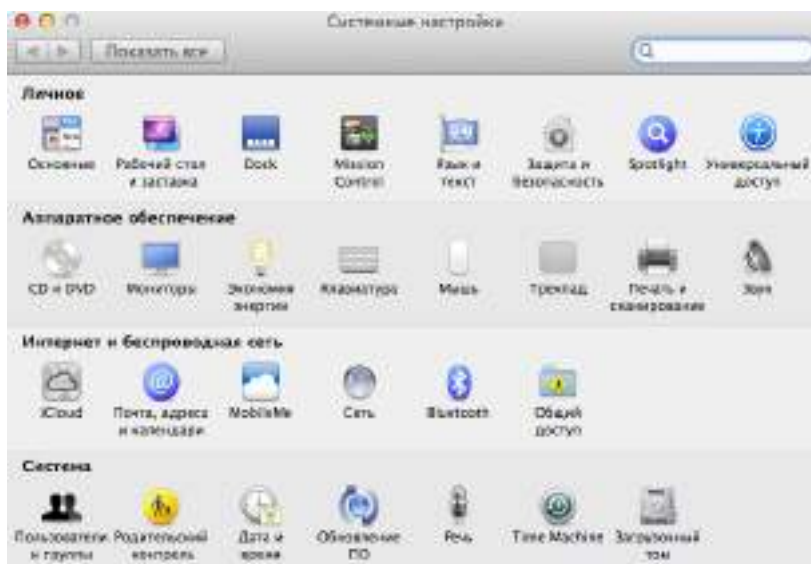 Системные настройки
Показать все
Личное
Основные
Рабочий стол
и заставка
Dock
Mission
Control
Язык и
текст
Защита и
безопасность
Spotlight
Универсальный
доступ
Аппаратное обеспечение
CD и DVD
Мониторы
Экономия
энергии
Клавиатура
Мышь
Трекпад
Печать и
сканирование
Звук
Интернет и беспроводная сеть
iCloud
Почта, адреса
и календари
MobileMe
Сеть
Bluetooth
Общий
доступ
Система
Пользователи
и группы
Родительский
контроль
Дата и
время
Обновление
ПО
Речь
Time Machine
Загрузочный
том